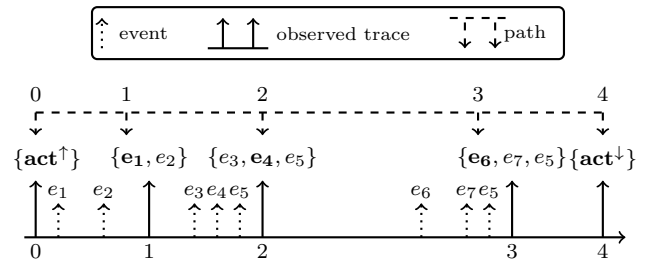 event observed trace path
0 1 2 3 4
{act↑} {e₁, e₂} {e₃, e₄, e₅} {e₆, e₇, e₅} {act↓}
e₁ e₂ e₃ e₄ e₅ e₆ e₇ e₅
0 1 2 3 4